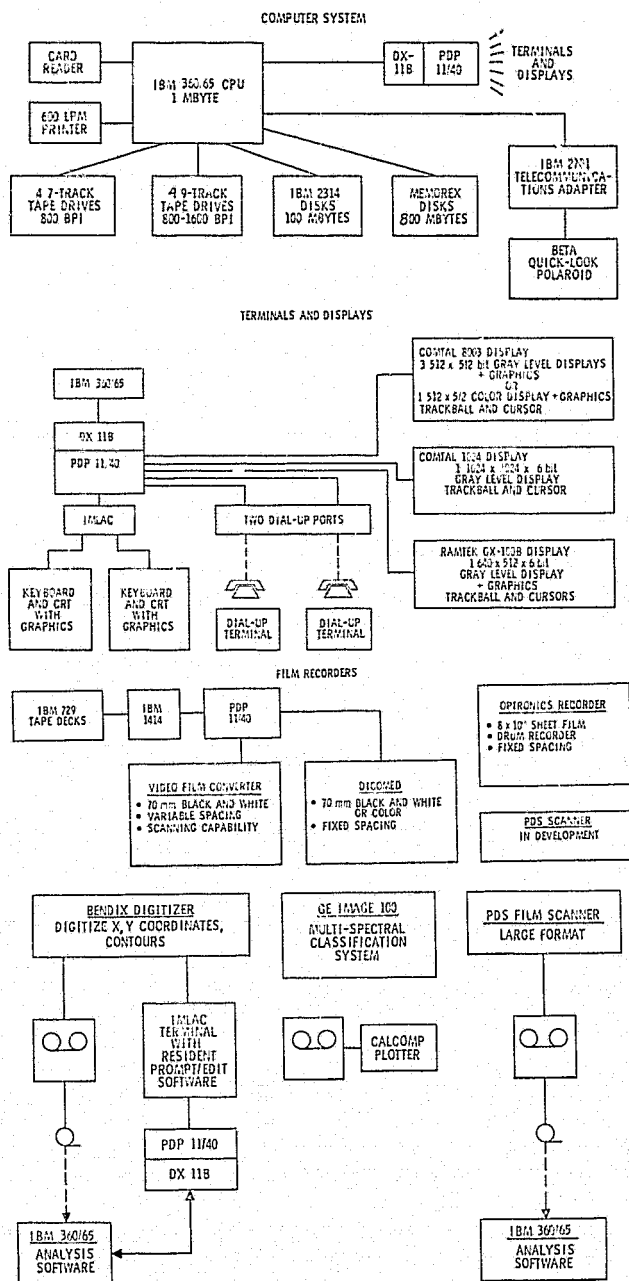 COMPUTER SYSTEM
CARD
READER
IBM 360/65 CPU
1 MBYTE
DX-
11B
PDP
11/40
TERMINALS
AND
DISPLAYS
600 LPM
PRINTER
4 7-TRACK
TAPE DRIVES
800 BPI
4 9-TRACK
TAPE DRIVES
800-1600 BPI
IBM 2314
DISKS
100 MBYTES
MEMOREX
DISKS
800 MBYTES
IBM 2701
TELECOMMUNICA-
TIONS ADAPTER
BETA
QUICK-LOOK
POLAROID
TERMINALS AND DISPLAYS
IBM 360/65
DX 11B
PDP 11/40
IMLAC
KEYBOARD
AND CRT
WITH
GRAPHICS
KEYBOARD
AND CRT
WITH
GRAPHICS
TWO DIAL-UP PORTS
DIAL-UP
TERMINAL
DIAL-UP
TERMINAL
COMTAL 8003 DISPLAY
3 512 x 512 bit GRAY LEVEL DISPLAYS
+ GRAPHICS
OR
1 512 x 512 COLOR DISPLAY + GRAPHICS
TRACKBALL AND CURSOR
COMTAL 1024 DISPLAY
1 1024 x 1024 x 6 bit
GRAY LEVEL DISPLAY
TRACKBALL AND CURSOR
RAMTEK GX-100B DISPLAY
1 640 x 512 x 6 bit
GRAY LEVEL DISPLAY
+ GRAPHICS
TRACKBALL AND CURSORS
FILM RECORDERS
IBM 729
TAPE DECKS
IBM
1414
PDP
11/40
VIDEO FILM CONVERTER
• 70 mm BLACK AND WHITE
• VARIABLE SPACING
• SCANNING CAPABILITY
DICOMED
• 70 mm BLACK AND WHITE
OR COLOR
• FIXED SPACING
OPTRONICS RECORDER
• 8 x 10" SHEET FILM
• DRUM RECORDER
• FIXED SPACING
PDS SCANNER
IN DEVELOPMENT
BENDIX DIGITIZER
DIGITIZE X, Y COORDINATES,
CONTOURS
IMLAC
TERMINAL
WITH
RESIDENT
PROMPT/EDIT
SOFTWARE
PDP 11/40
DX 11B
IBM 360/65
ANALYSIS
SOFTWARE
GE IMAGE 100
MULTI-SPECTRAL
CLASSIFICATION
SYSTEM
CALCOMP
PLOTTER
PDS FILM SCANNER
LARGE FORMAT
IBM 360/65
ANALYSIS
SOFTWARE